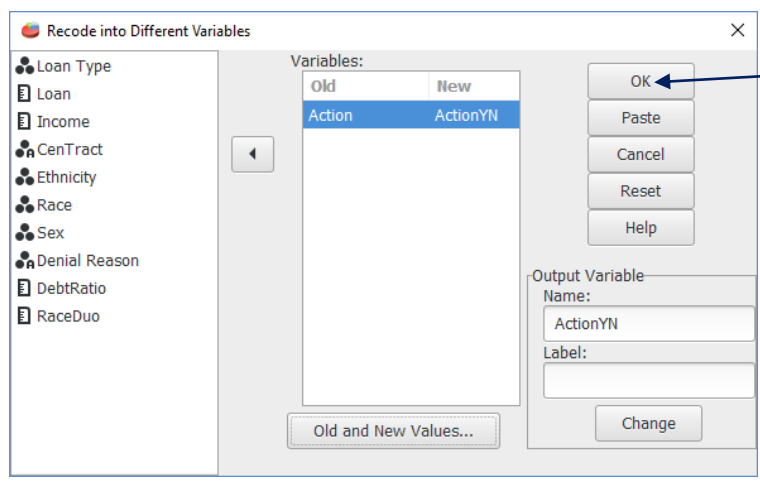 Recode into Different Variables
Loan Type
Loan
Income
CenTract
Ethnicity
Race
Sex
Denial Reason
DebtRatio
RaceDuo
Variables:
Old New
Action ActionYN
Old and New Values...
OK
Paste
Cancel
Reset
Help
Output Variable
Name:
ActionYN
Label:
Change